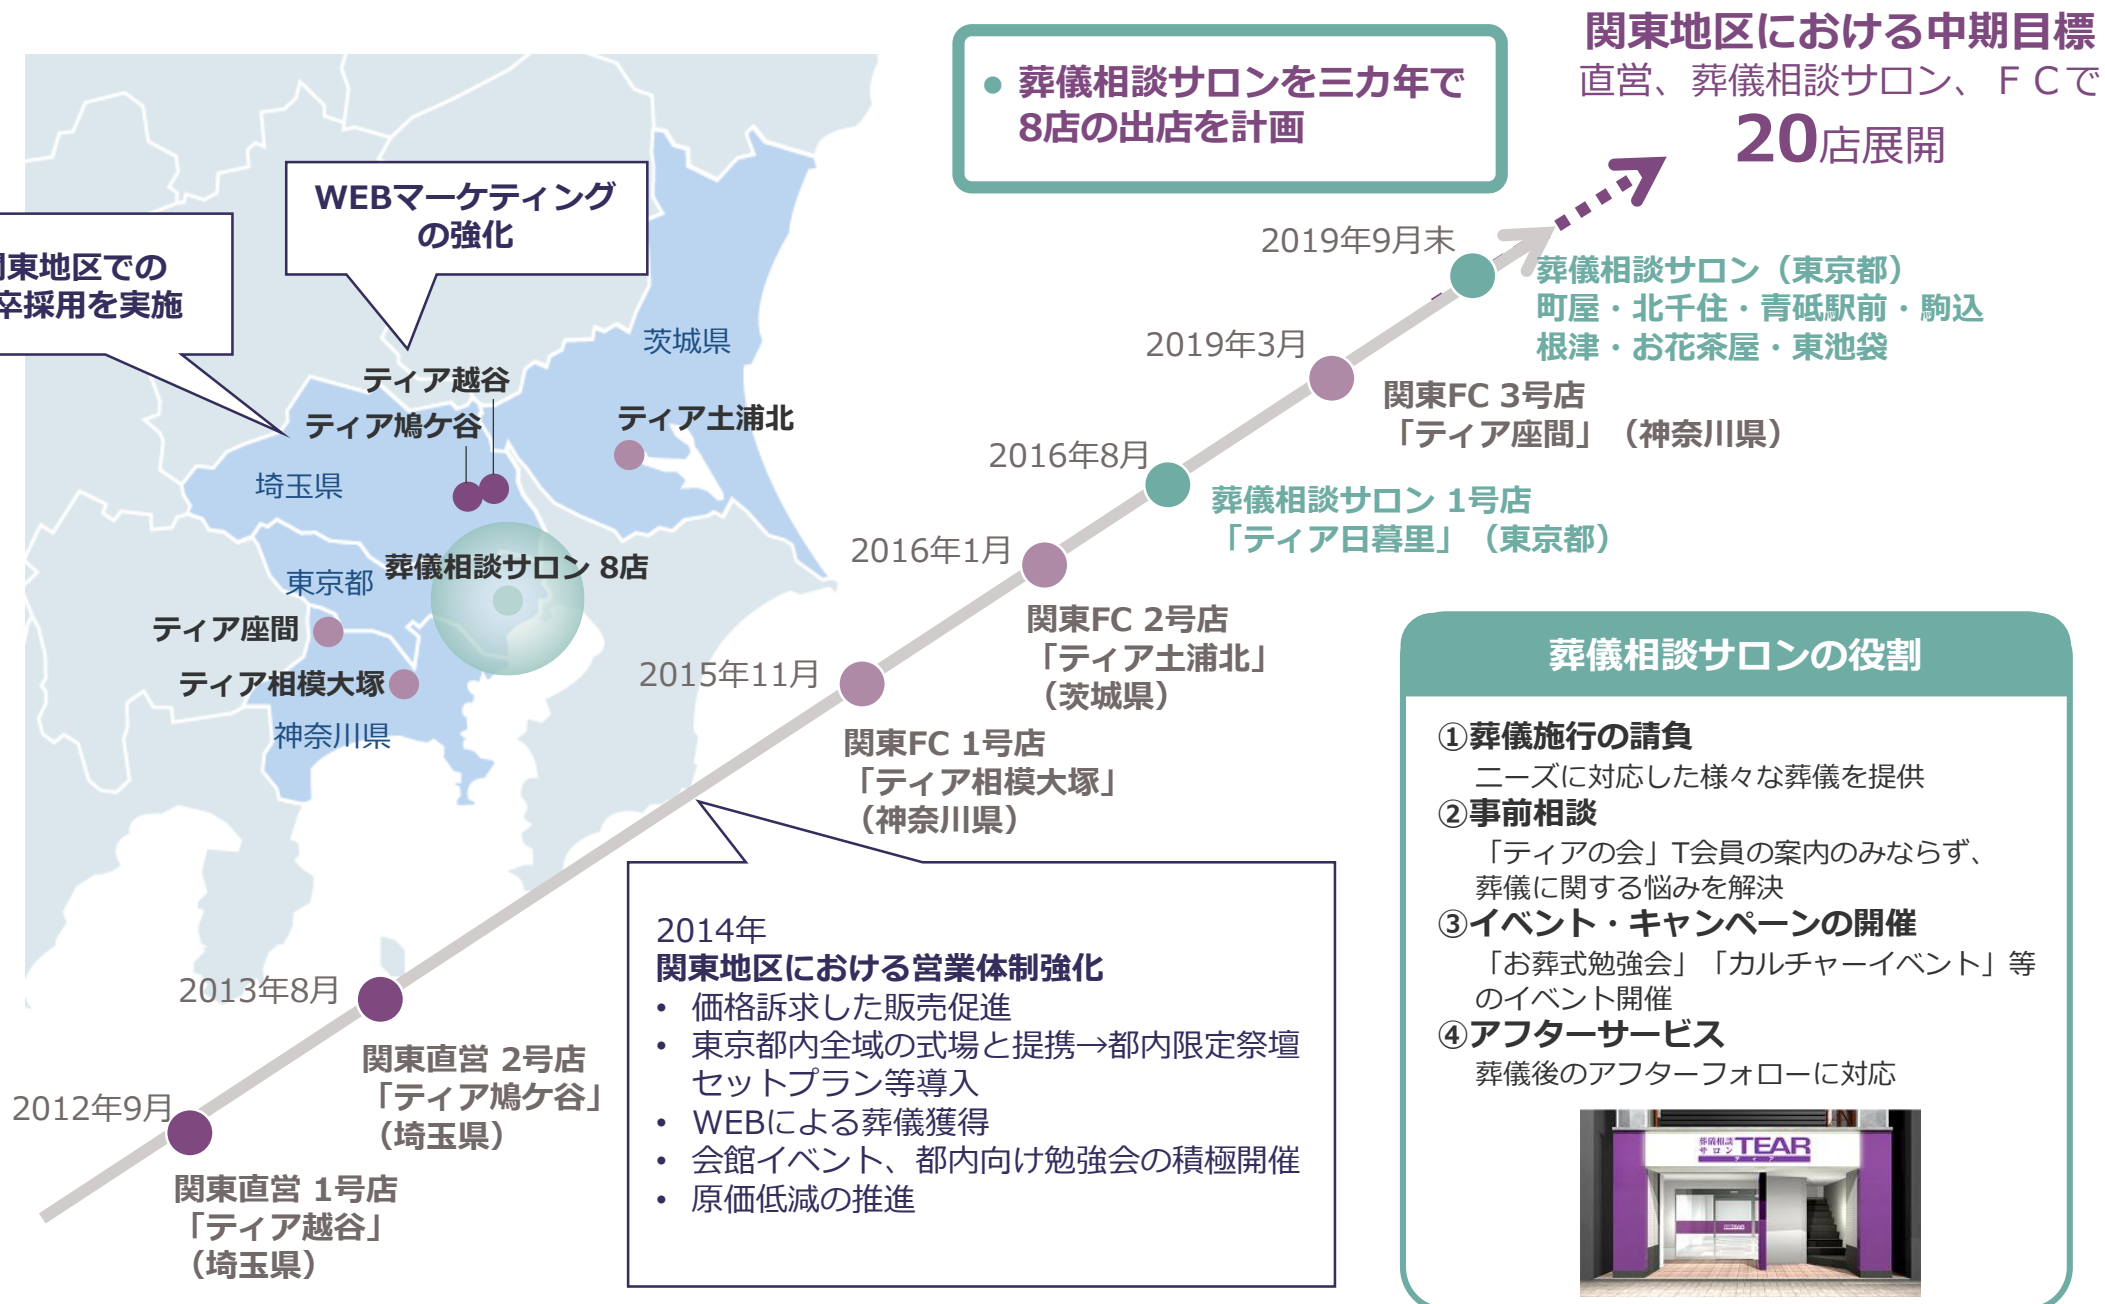 関東地区における中期目標
直営、葬儀相談サロン、ＦＣで
20店展開
● 葬儀相談サロンを三カ年で
8店の出店を計画
WEBマーケティング
の強化
東地区での
卒採用を実施
茨城県
ティア越谷
ティア鳩ケ谷
ティア土浦北
埼玉県
東京都
葬儀相談サロン 8店
ティア座間
ティア相模大塚
神奈川県
2019年9月末
葬儀相談サロン（東京都）
町屋・北千住・青砥駅前・駒込
根津・お花茶屋・東池袋
2019年3月
関東FC 3号店
「ティア座間」（神奈川県）
2016年8月
葬儀相談サロン 1号店
「ティア日暮里」（東京都）
2016年1月
関東FC 2号店
「ティア土浦北」
（茨城県）
2015年11月
関東FC 1号店
「ティア相模大塚」
（神奈川県）
2014年
関東地区における営業体制強化
• 価格訴求した販売促進
• 東京都内全域の式場と提携→都内限定祭壇
セットプラン等導入
• WEBによる葬儀獲得
• 会館イベント、都内向け勉強会の積極開催
• 原価低減の推進
2013年8月
関東直営 2号店
「ティア鳩ケ谷」
（埼玉県）
2012年9月
関東直営 1号店
「ティア越谷」
（埼玉県）
葬儀相談サロンの役割
①葬儀施行の請負
ニーズに対応した様々な葬儀を提供
②事前相談
「ティアの会」T会員の案内のみならず、
葬儀に関する悩みを解決
③イベント・キャンペーンの開催
「お葬式勉強会」「カルチャーイベント」等
のイベント開催
④アフターサービス
葬儀後のアフターフォローに対応
葬儀相談
サロン TEAR
ティア